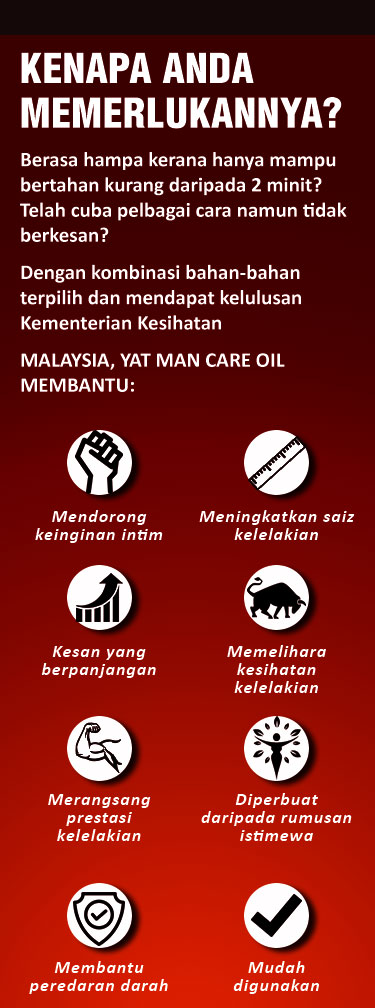 KENAPA ANDA
MEMERLUKANNYA?
Berasa hampa kerana hanya mampu
bertahan kurang daripada 2 minit?
Telah cuba pelbagai cara namun tidak
berkesan?
Dengan kombinasi bahan-bahan
terpilih dan mendapat kelulusan
Kementerian Kesihatan
MALAYSIA, YAT MAN CARE OIL
MEMBANTU:
Mendorong
keinginan intim
Meningkatkan saiz
kelelakian
Kesan yang
berpanjangan
Memelihara
kesihatan
kelelakian
Merangsang
prestasi
kelelakian
Diperbuat
daripada rumusan
istimewa
Membantu
peredaran darah
Mudah
digunakan